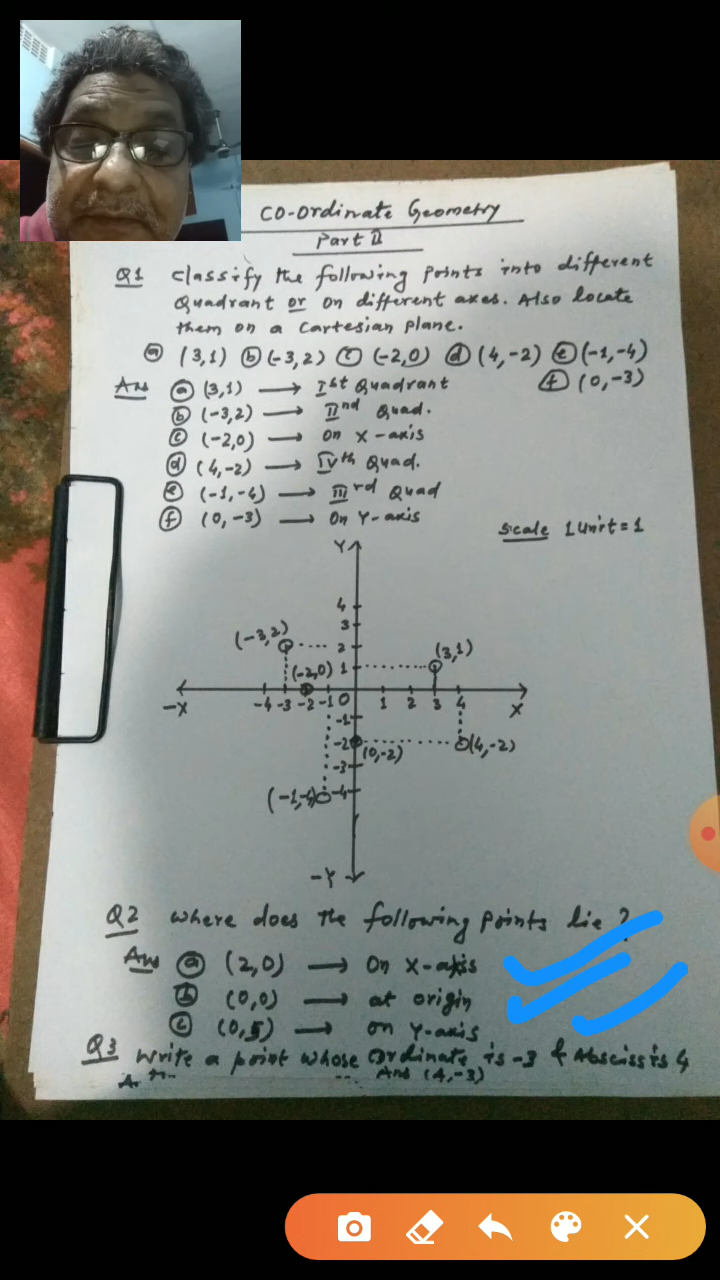 CO-Ordinate Geometry
Part II
Q1 Classify the following points into different
Quadrant or on different axes. Also locate
them on a Cartesian plane.
(a) (3,1) (b) (-3,2) (c) (-2,0) (d) (4,-2) (e) (-1,-4)
(f) (0,-3)
Ans (a) (3,1) → Ist Quadrant
(b) (-3,2) → IInd Quad.
(c) (-2,0) → on X-axis
(d) (4,-2) → IVth Quad.
(e) (-1,-4) → IIIrd Quad
(f) (0,-3) → On Y-axis
Scale 1 Unit = 1
Y
4
3
(-3,2) 2
(-2,0) 1 (3,1)
-X -4 -3 -2 -1 0 1 2 3 4 X
-1
-2 (0,-2) (4,-2)
-3
(-1,-4) -4
-Y
Q2 Where does the following points lie?
Ans (a) (2,0) → On X-axis
(b) (0,0) → at origin
(c) (0,5) → on Y-axis
Q3 Write a point whose ordinate is -3 & Absciss is 4
Ans (4,-3)